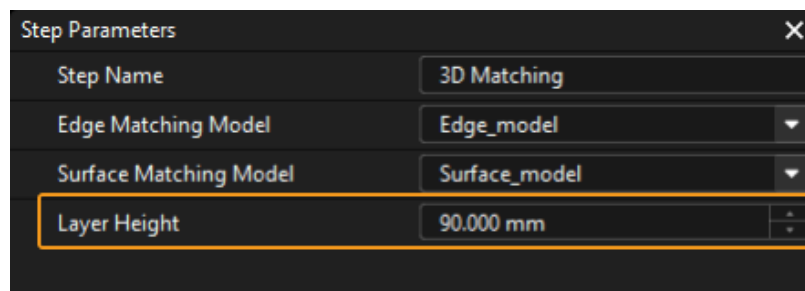 Step Parameters
Step Name 3D Matching
Edge Matching Model Edge_model
Surface Matching Model Surface_model
Layer Height 90.000 mm